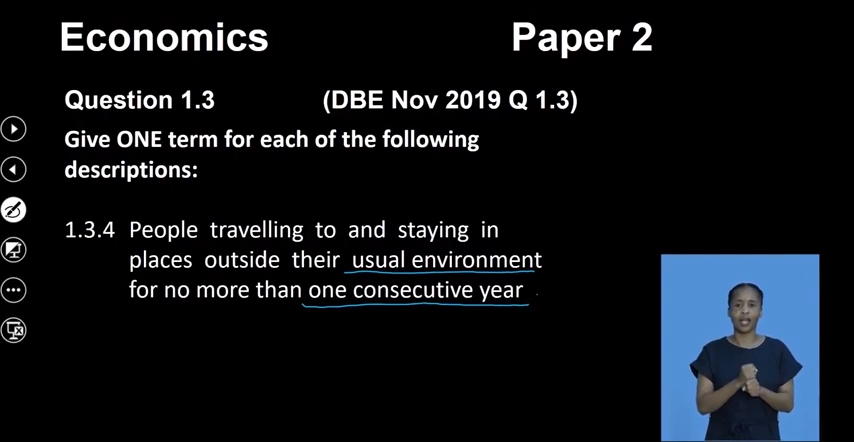 Economics Paper 2
Question 1.3 (DBE Nov 2019 Q 1.3)
Give ONE term for each of the following
descriptions:
1.3.4 People travelling to and staying in
places outside their usual environment
for no more than one consecutive year